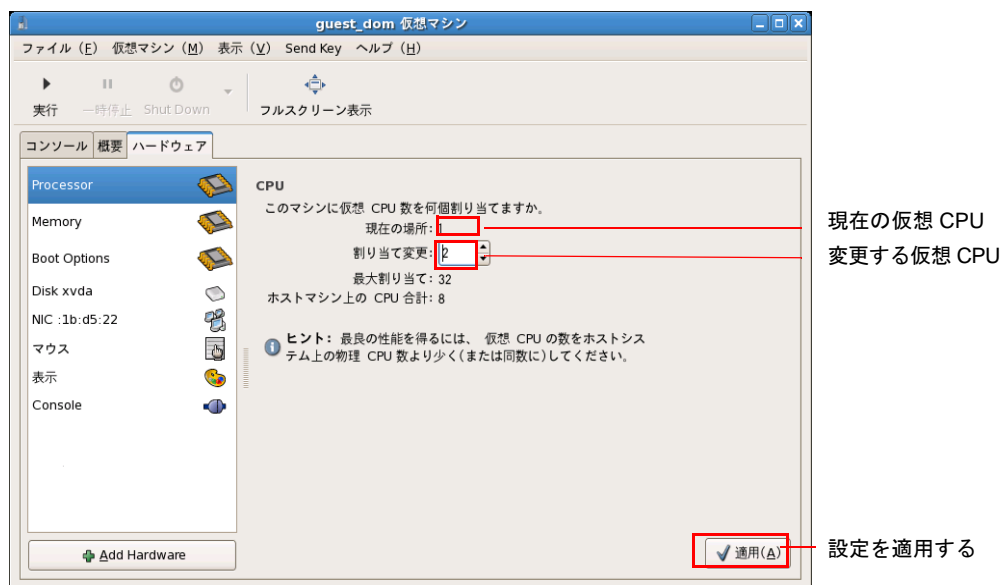 guest_dom 仮想マシン
ファイル (F) 仮想マシン (M) 表示 (V) Send Key ヘルプ (H)
実行 一時停止 Shut Down フルスクリーン表示
コンソール 概要 ハードウェア
Processor
Memory
Boot Options
Disk xvda
NIC :1b:d5:22
マウス
表示
Console
Add Hardware
CPU
このマシンに仮想 CPU 数を何個割り当てますか。
現在の場所: 1
割り当て変更: 2
最大割り当て: 32
ホストマシン上の CPU 合計: 8
ヒント: 最良の性能を得るには、 仮想 CPU の数をホストシス
テム上の物理 CPU 数より少く(または同数に)してください。
適用(A)
現在の仮想 CPU
変更する仮想 CPU
設定を適用する